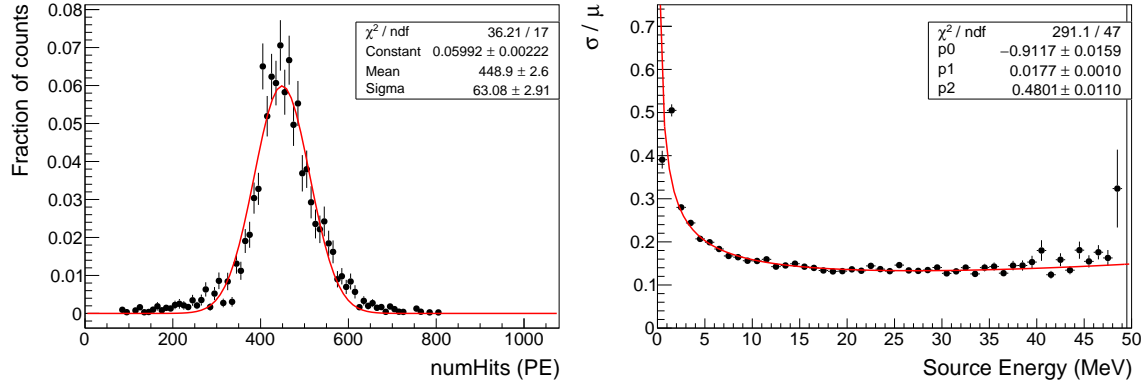 Fraction of counts
0.08
0.07
0.06
0.05
0.04
0.03
0.02
0.01
0
χ² / ndf 36.21 / 17
Constant 0.05992 ± 0.00222
Mean 448.9 ± 2.6
Sigma 63.08 ± 2.91
0 200 400 600 800 1000
numHits (PE)
σ / μ
0.7
0.6
0.5
0.4
0.3
0.2
0.1
0
χ² / ndf 291.1 / 47
p0 −0.9117 ± 0.0159
p1 0.0177 ± 0.0010
p2 0.4801 ± 0.0110
0 5 10 15 20 25 30 35 40 45 50
Source Energy (MeV)